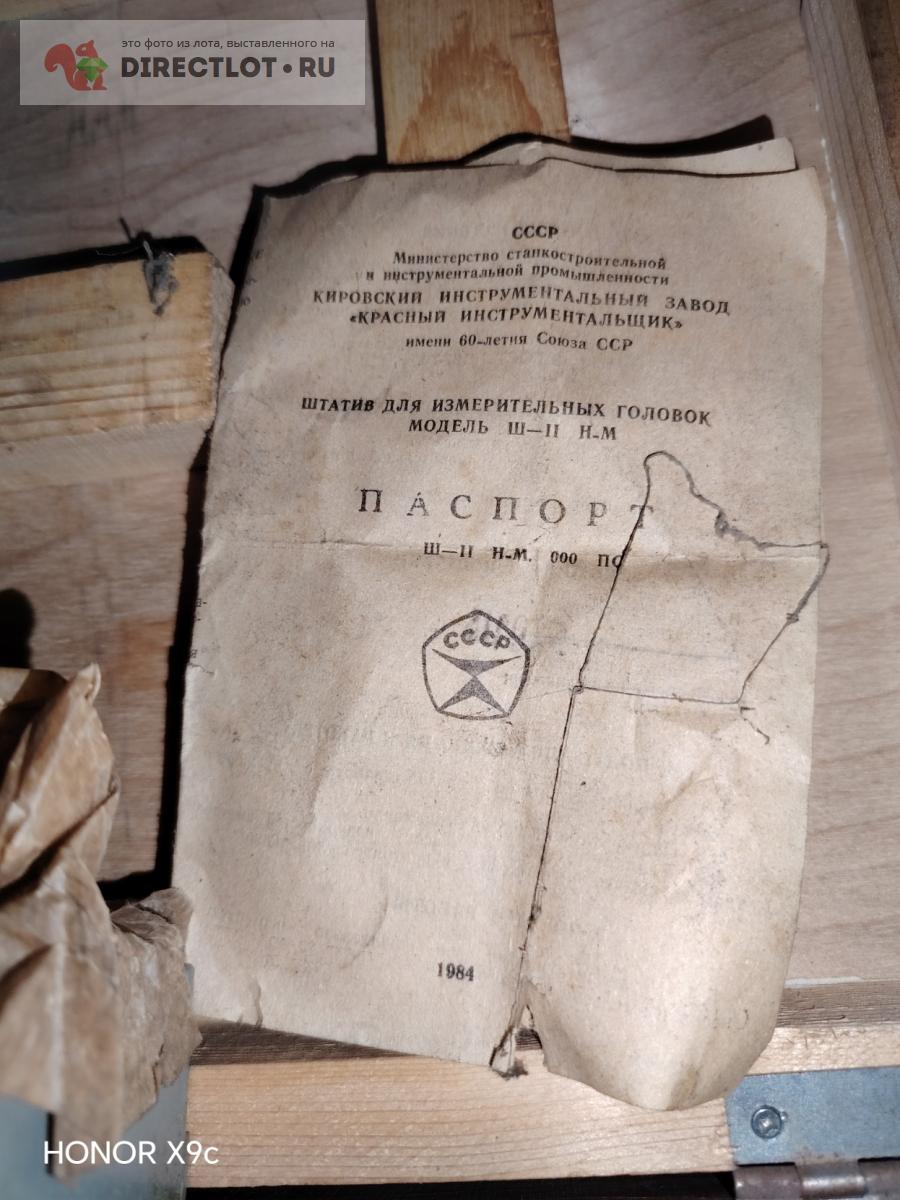 это фото из лота, выставленного на
DIRECTLOT•RU
СССР
Министерство станкостроительной
и инструментальной промышленности
КИРОВСКИЙ ИНСТРУМЕНТАЛЬНЫЙ ЗАВОД
«КРАСНЫЙ ИНСТРУМЕНТАЛЬЩИК»
имени 60-летия Союза ССР
ШТАТИВ ДЛЯ ИЗМЕРИТЕЛЬНЫХ ГОЛОВОК
МОДЕЛЬ Ш—II Н-М
ПАСПОРТ
Ш—II Н-М. 000 ПС
СССР
1984
HONOR X9c